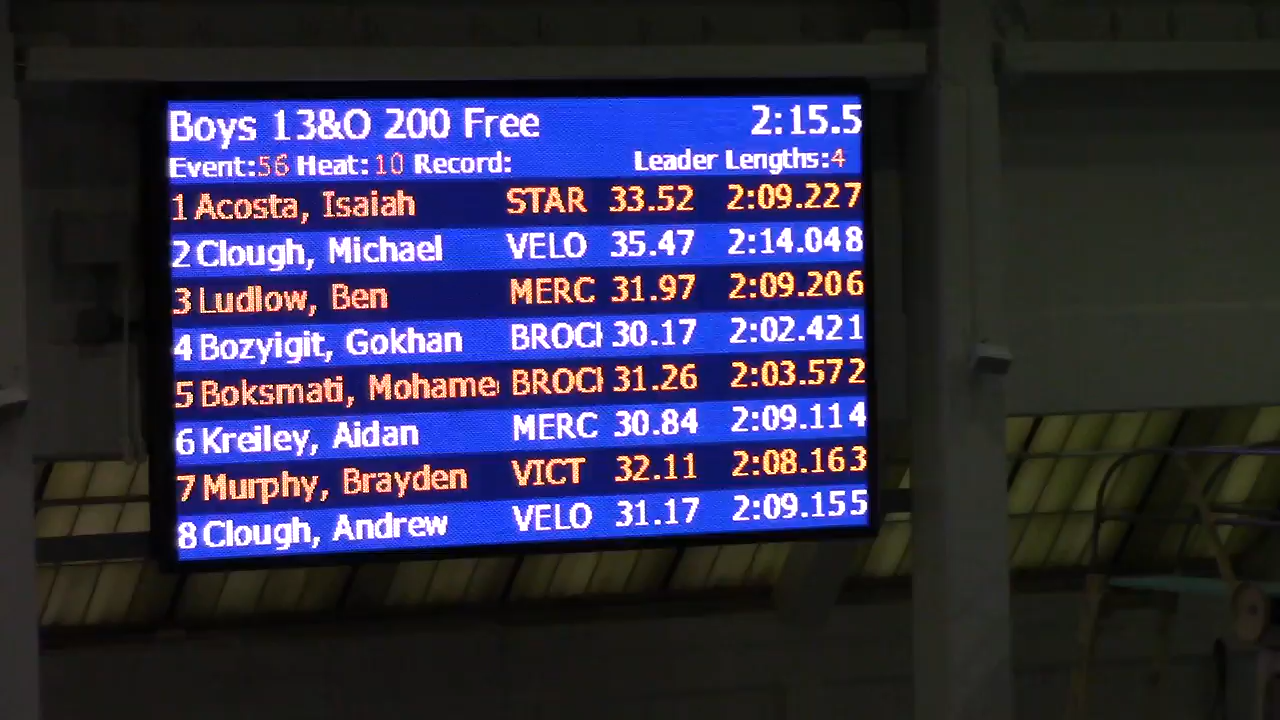 Boys 13&O 200 Free 2:15.5
Event:56 Heat:10 Record: Leader Lengths:4
1 Acosta, Isaiah STAR 33.52 2:09.227
2 Clough, Michael VELO 35.47 2:14.048
3 Ludlow, Ben MERC 31.97 2:09.206
4 Bozyigit, Gokhan BROC 30.17 2:02.421
5 Boksmati, Mohame BROC 31.26 2:03.572
6 Kreiley, Aidan MERC 30.84 2:09.114
7 Murphy, Brayden VICT 32.11 2:08.163
8 Clough, Andrew VELO 31.17 2:09.155